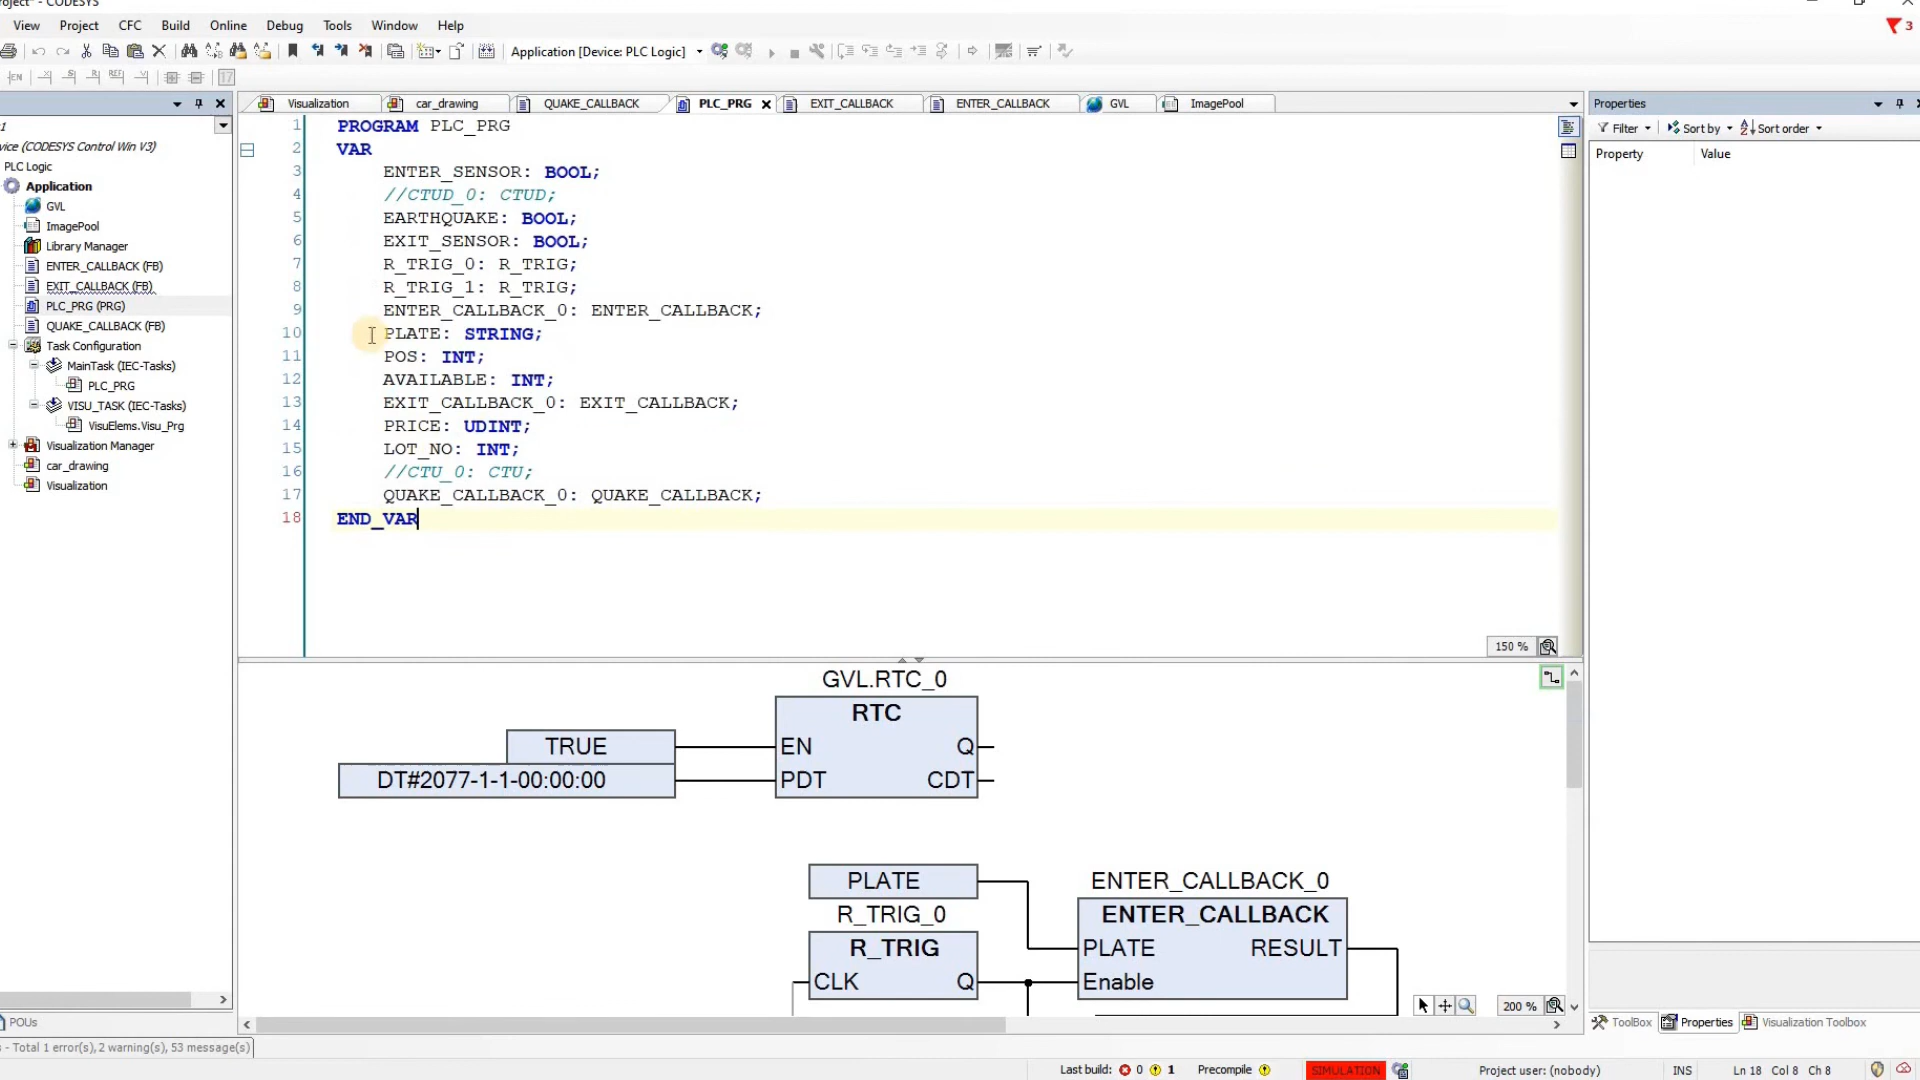 roject* - CODESYS
View Project CFC Build Online Debug Tools Window Help
3
Application [Device: PLC Logic]
Visualization car_drawing QUAKE_CALLBACK PLC_PRG EXIT_CALLBACK ENTER_CALLBACK GVL ImagePool
Properties
Filter Sort by Sort order
Property Value
vice (CODESYS Control Win V3)
PLC Logic
Application
GVL
ImagePool
Library Manager
ENTER_CALLBACK (FB)
EXIT_CALLBACK (FB)
PLC_PRG (PRG)
QUAKE_CALLBACK (FB)
Task Configuration
MainTask (IEC-Tasks)
PLC_PRG
VISU_TASK (IEC-Tasks)
VisuElems.Visu_Prg
Visualization Manager
car_drawing
Visualization
POUs
1 PROGRAM PLC_PRG
2 VAR
3 ENTER_SENSOR: BOOL;
4 //CTUD_0: CTUD;
5 EARTHQUAKE: BOOL;
6 EXIT_SENSOR: BOOL;
7 R_TRIG_0: R_TRIG;
8 R_TRIG_1: R_TRIG;
9 ENTER_CALLBACK_0: ENTER_CALLBACK;
10 PLATE: STRING;
11 POS: INT;
12 AVAILABLE: INT;
13 EXIT_CALLBACK_0: EXIT_CALLBACK;
14 PRICE: UDINT;
15 LOT_NO: INT;
16 //CTU_0: CTU;
17 QUAKE_CALLBACK_0: QUAKE_CALLBACK;
18 END_VAR
150 %
GVL.RTC_0
RTC
TRUE EN Q
DT#2077-1-1-00:00:00 PDT CDT
PLATE ENTER_CALLBACK_0
R_TRIG_0 ENTER_CALLBACK
R_TRIG PLATE RESULT
CLK Q Enable
200 %
ToolBox Properties Visualization Toolbox
- Total 1 error(s), 2 warning(s), 53 message(s)
Last build: 0 1 Precompile SIMULATION Project user: (nobody) INS Ln 18 Col 8 Ch 8